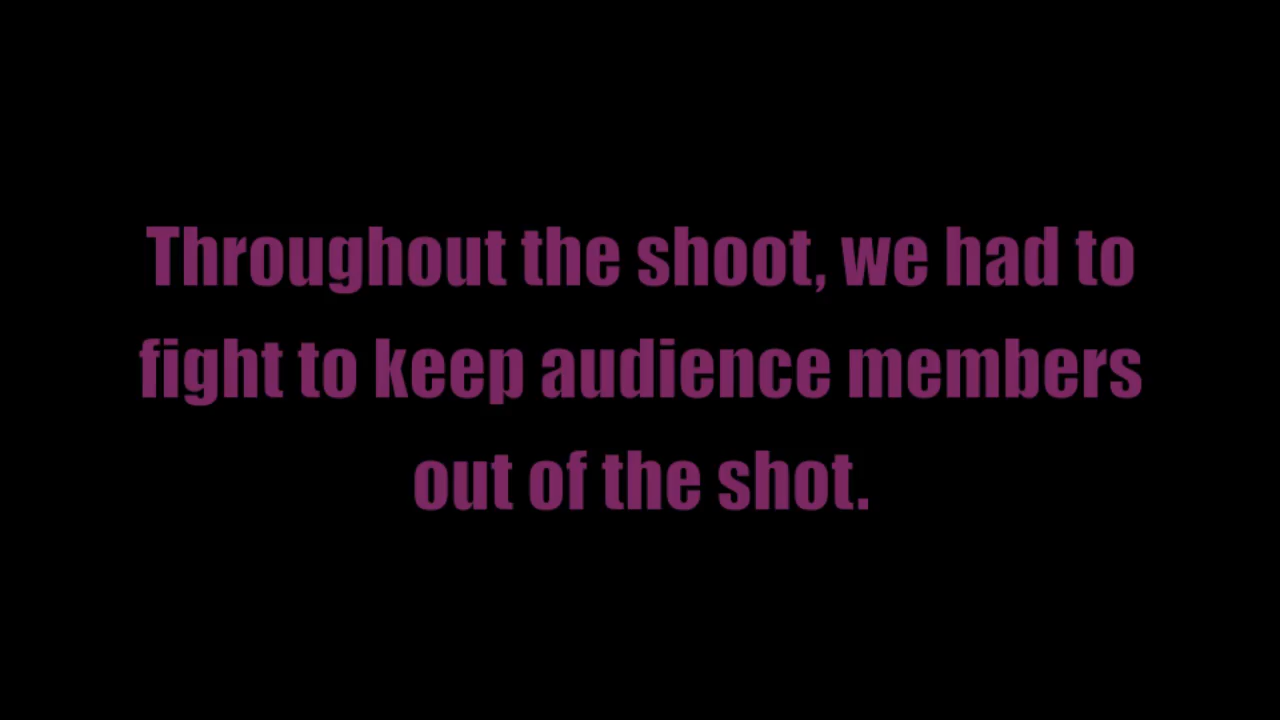 Throughout the shoot, we had to
fight to keep audience members
out of the shot.